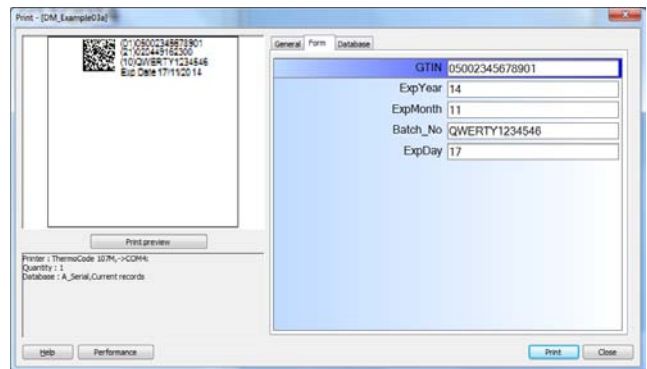 Print - [DM_Example03a]
(01)05002345678901
(21)020449162300
(10)QWERTY1234546
Exp Date 17/11/2014
Print preview
Printer : ThermoCode 107M,->COM4:
Quantity : 1
Database : A_Serial,Current records
Help
Performance
General
Form
Database
GTIN 05002345678901
ExpYear 14
ExpMonth 11
Batch_No QWERTY1234546
ExpDay 17
Print
Close